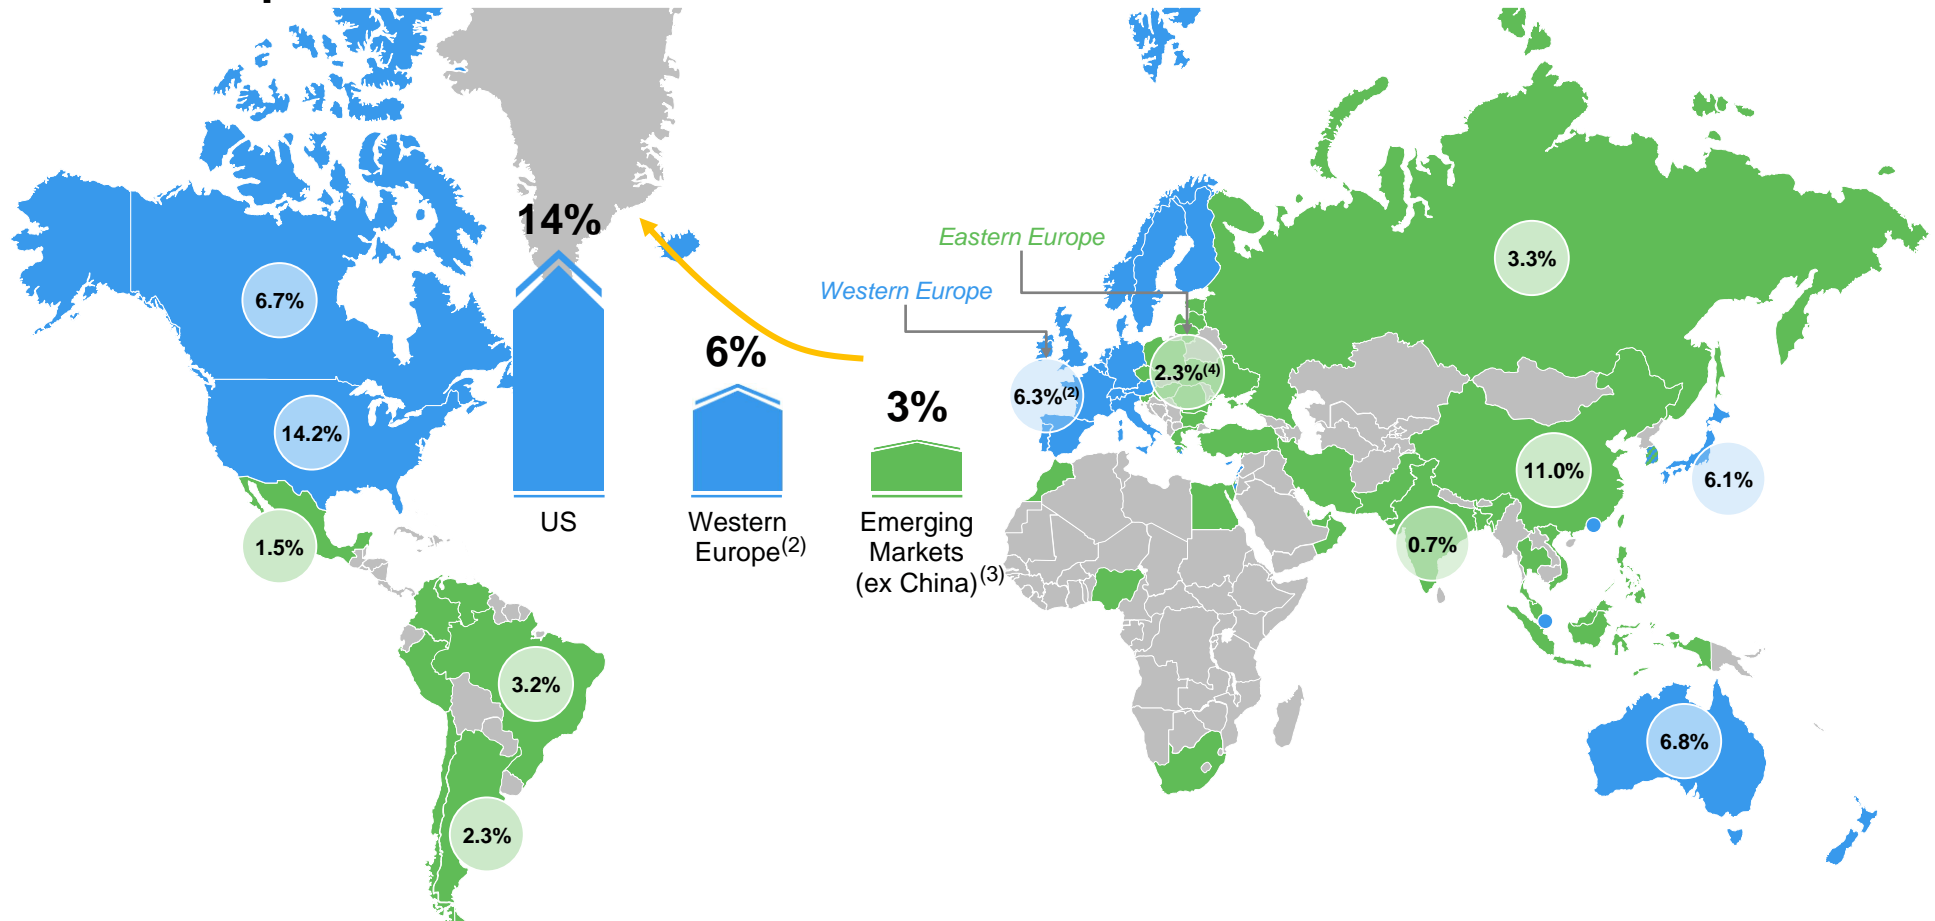 14%
Eastern Europe
Western Europe
3.3%
6.7%
6%
2.3%(4)
6.3%(2)
3%
14.2%
11.0%
6.1%
US
Western
Europe(2)
Emerging
Markets
(ex China)(3)
1.5%
0.7%
3.2%
6.8%
2.3%